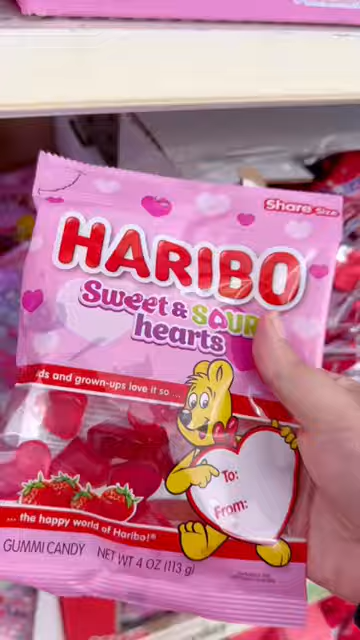 Share Size
HARIBO
Sweet & SOUR
hearts
ds and grown-ups love it so ...
To:
From:
... the happy world of Haribo!®
GUMMI CANDY NET WT 4 OZ (113 g)